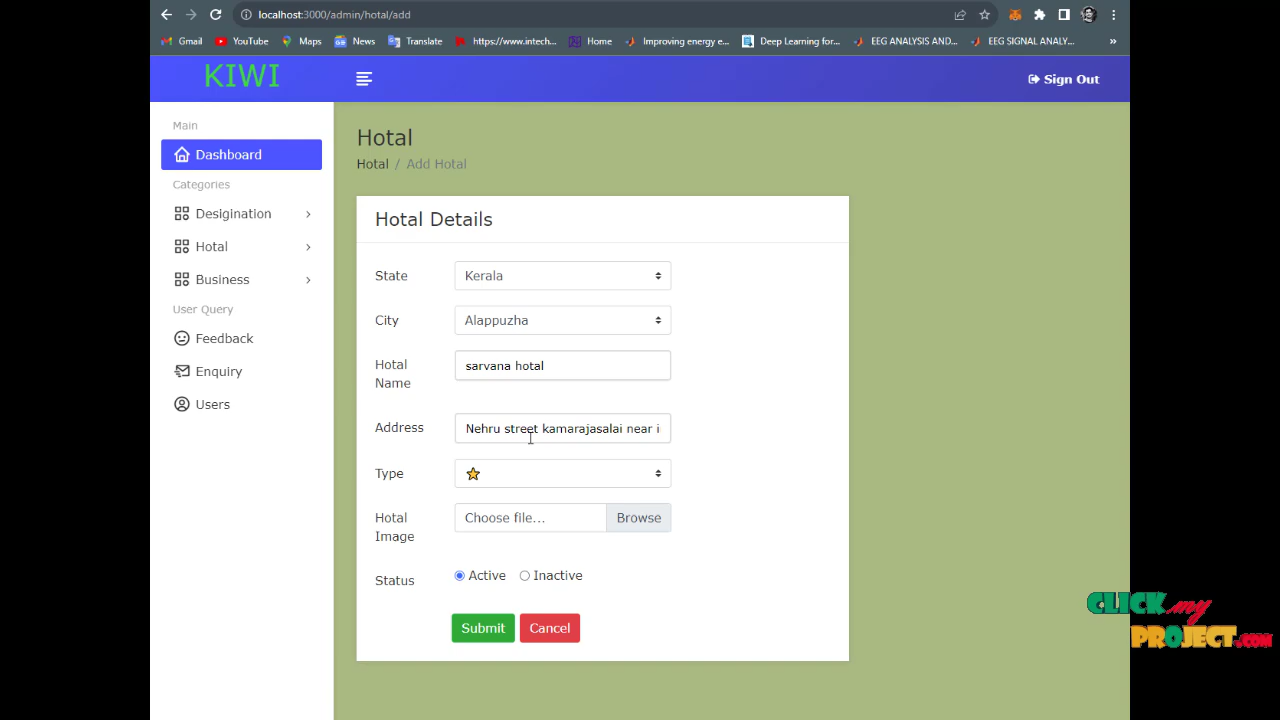 localhost:3000/admin/hotel/add
Gmail YouTube Maps News Translate https://www.intech... Home Improving energy e... Deep Learning for... EEG ANALYSIS AND... EEG SIGNAL ANALY... »
KIWI
Sign Out
Main
Dashboard
Categories
Desigination
Hotal
Business
User Query
Feedback
Enquiry
Users
Hotal
Hotal / Add Hotal
Hotal Details
State Kerala
City Alappuzha
Hotal
Name
sarvana hotal
Address Nehru street kamarajasalai near i
Type
Hotal
Image
Choose file... Browse
Status Active Inactive
Submit Cancel
CLICK my
PROJECT.COM